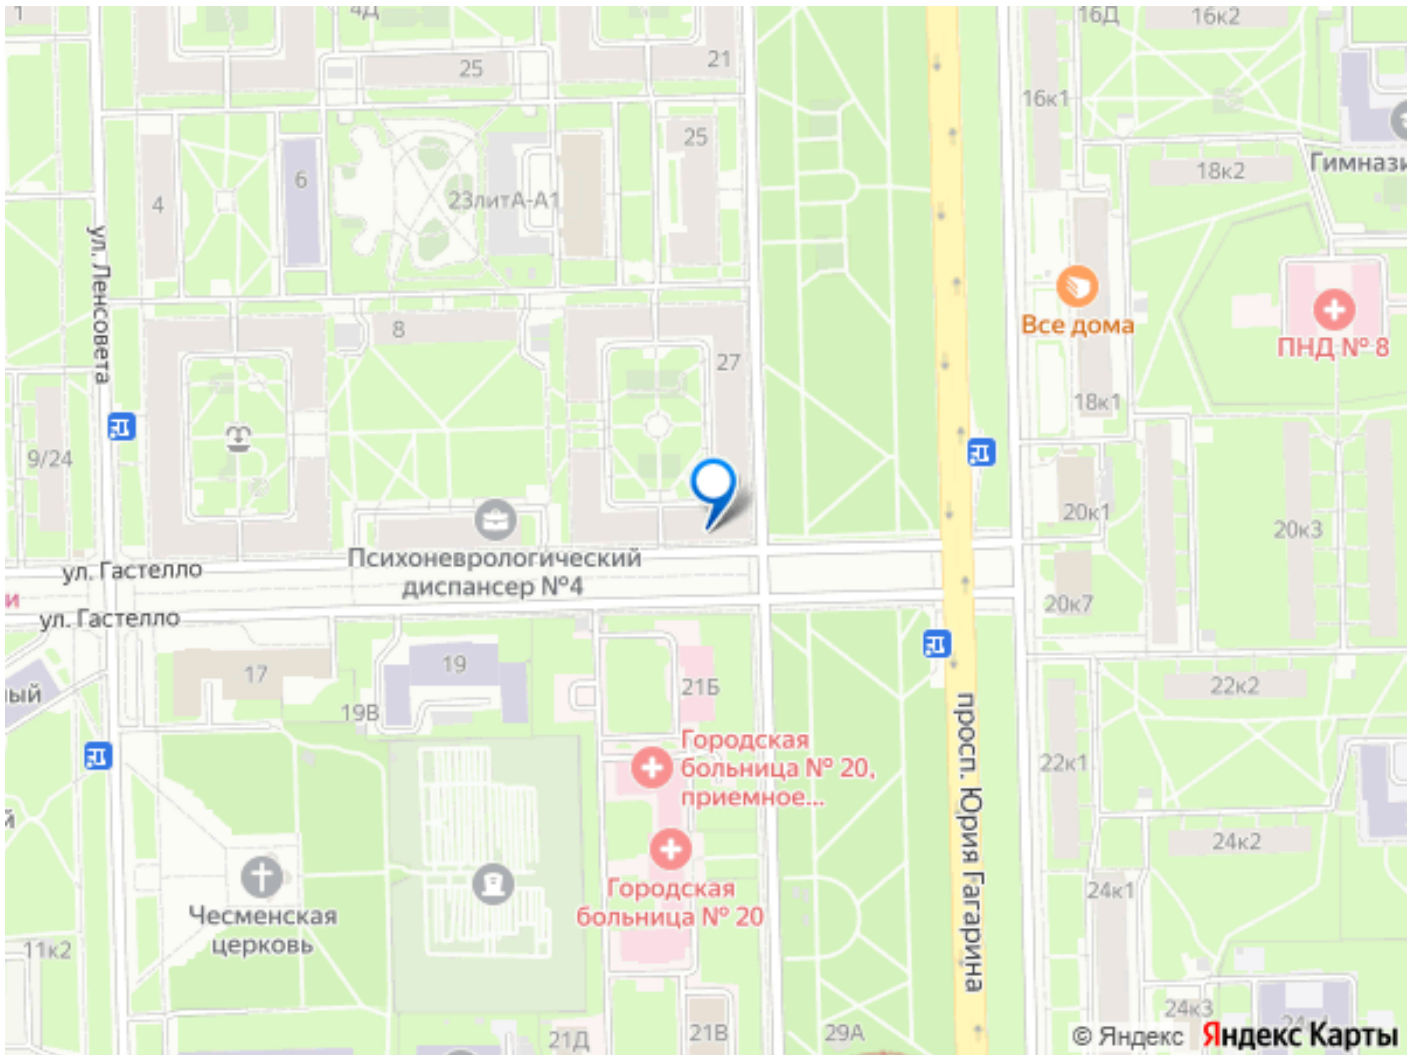 1
4Д
25
21
16Д
16к2
16к1
25
18к2
Гимнази
4
6
23литА-А1
ул. Ленсовета
8
27
Все дома
ПНД № 8
18к1
9/24
20к1
20к3
Психоневрологический
диспансер №4
ул. Гастелло
и
ул. Гастелло
20к7
17
19
21Б
22к2
ный
19В
просп. Юрия Гагарина
Городская
больница № 20,
приемное...
22к1
й
24к2
Городская
больница № 20
24к1
Чесменская
церковь
11к2
24к3
21Д
21В
29А
© Яндекс Яндекс Карты